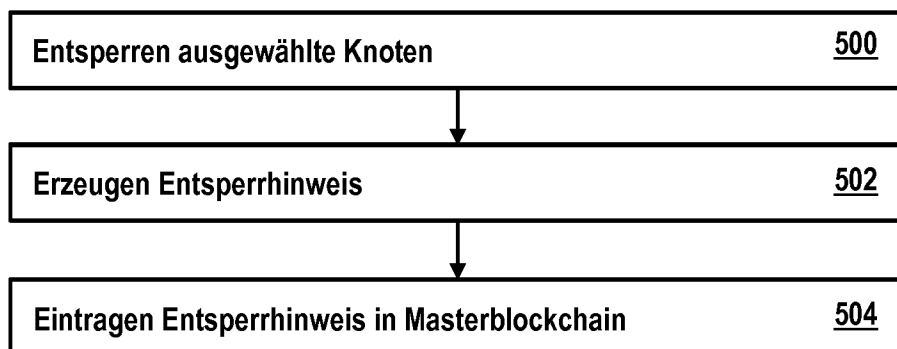 Entsperren ausgewählte Knoten 500
Erzeugen Entsperrhinweis 502
Eintragen Entsperrhinweis in Masterblockchain 504